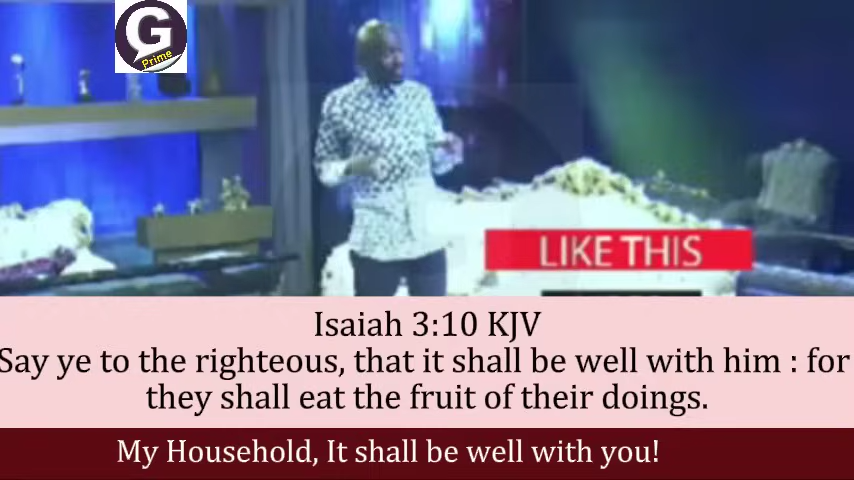 G
Prime
LIKE THIS
Isaiah 3:10 KJV
Say ye to the righteous, that it shall be well with him : for
they shall eat the fruit of their doings.
My Household, It shall be well with you!